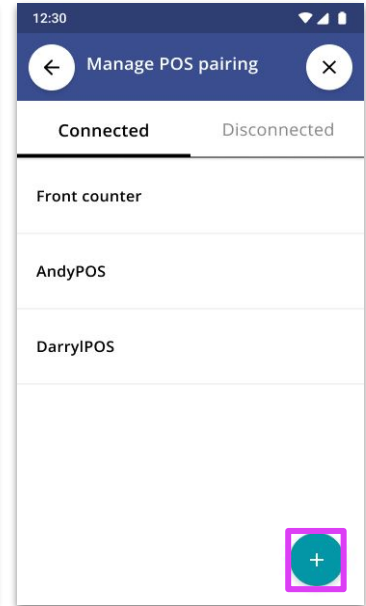 12:30
Manage POS pairing
Connected Disconnected
Front counter
AndyPOS
DarrylPOS
+